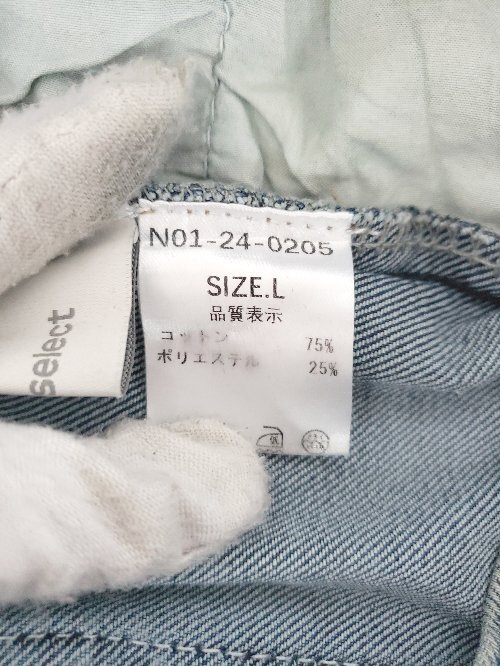 N01-24-0205
SIZE.L
品質表示
コットン 75%
ポリエステル 25%
select